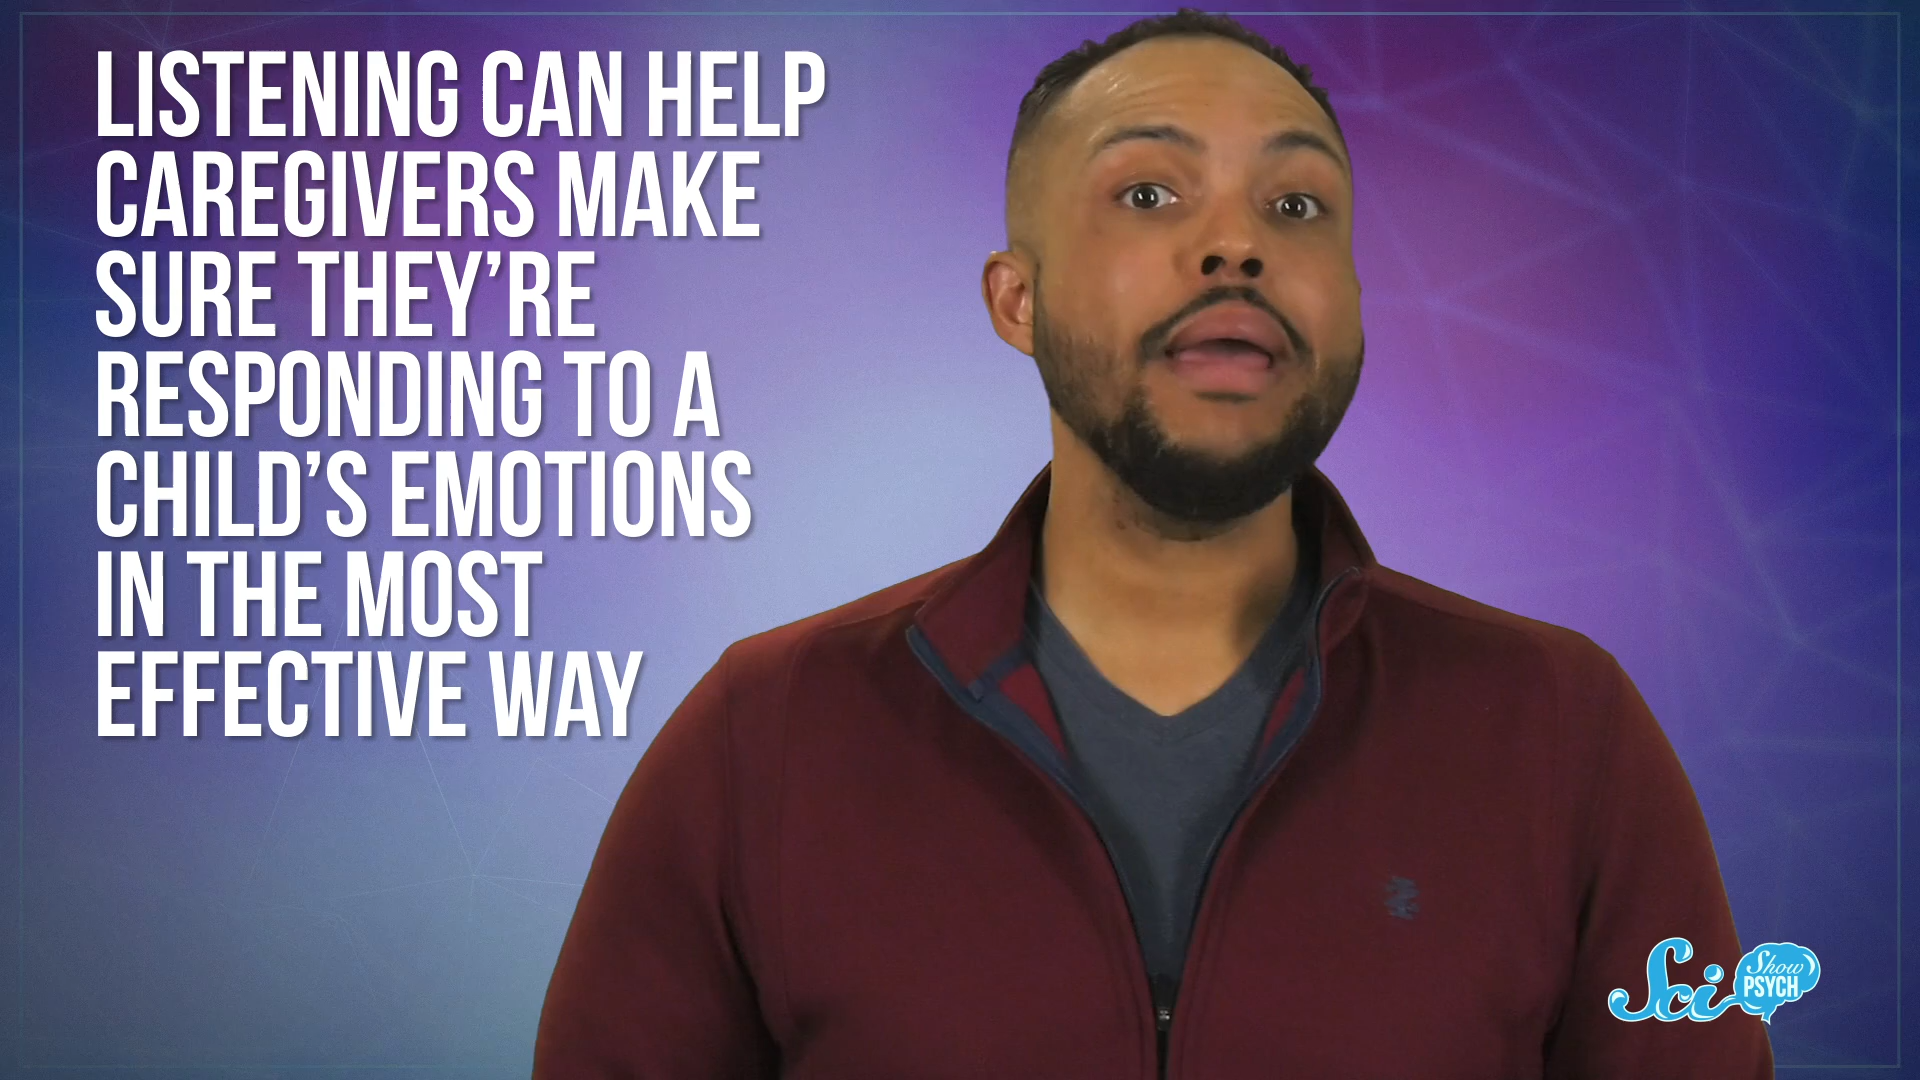 LISTENING CAN HELP
CAREGIVERS MAKE
SURE THEY’RE
RESPONDING TO A
CHILD’S EMOTIONS
IN THE MOST
EFFECTIVE WAY
Sci Show
PSYCH